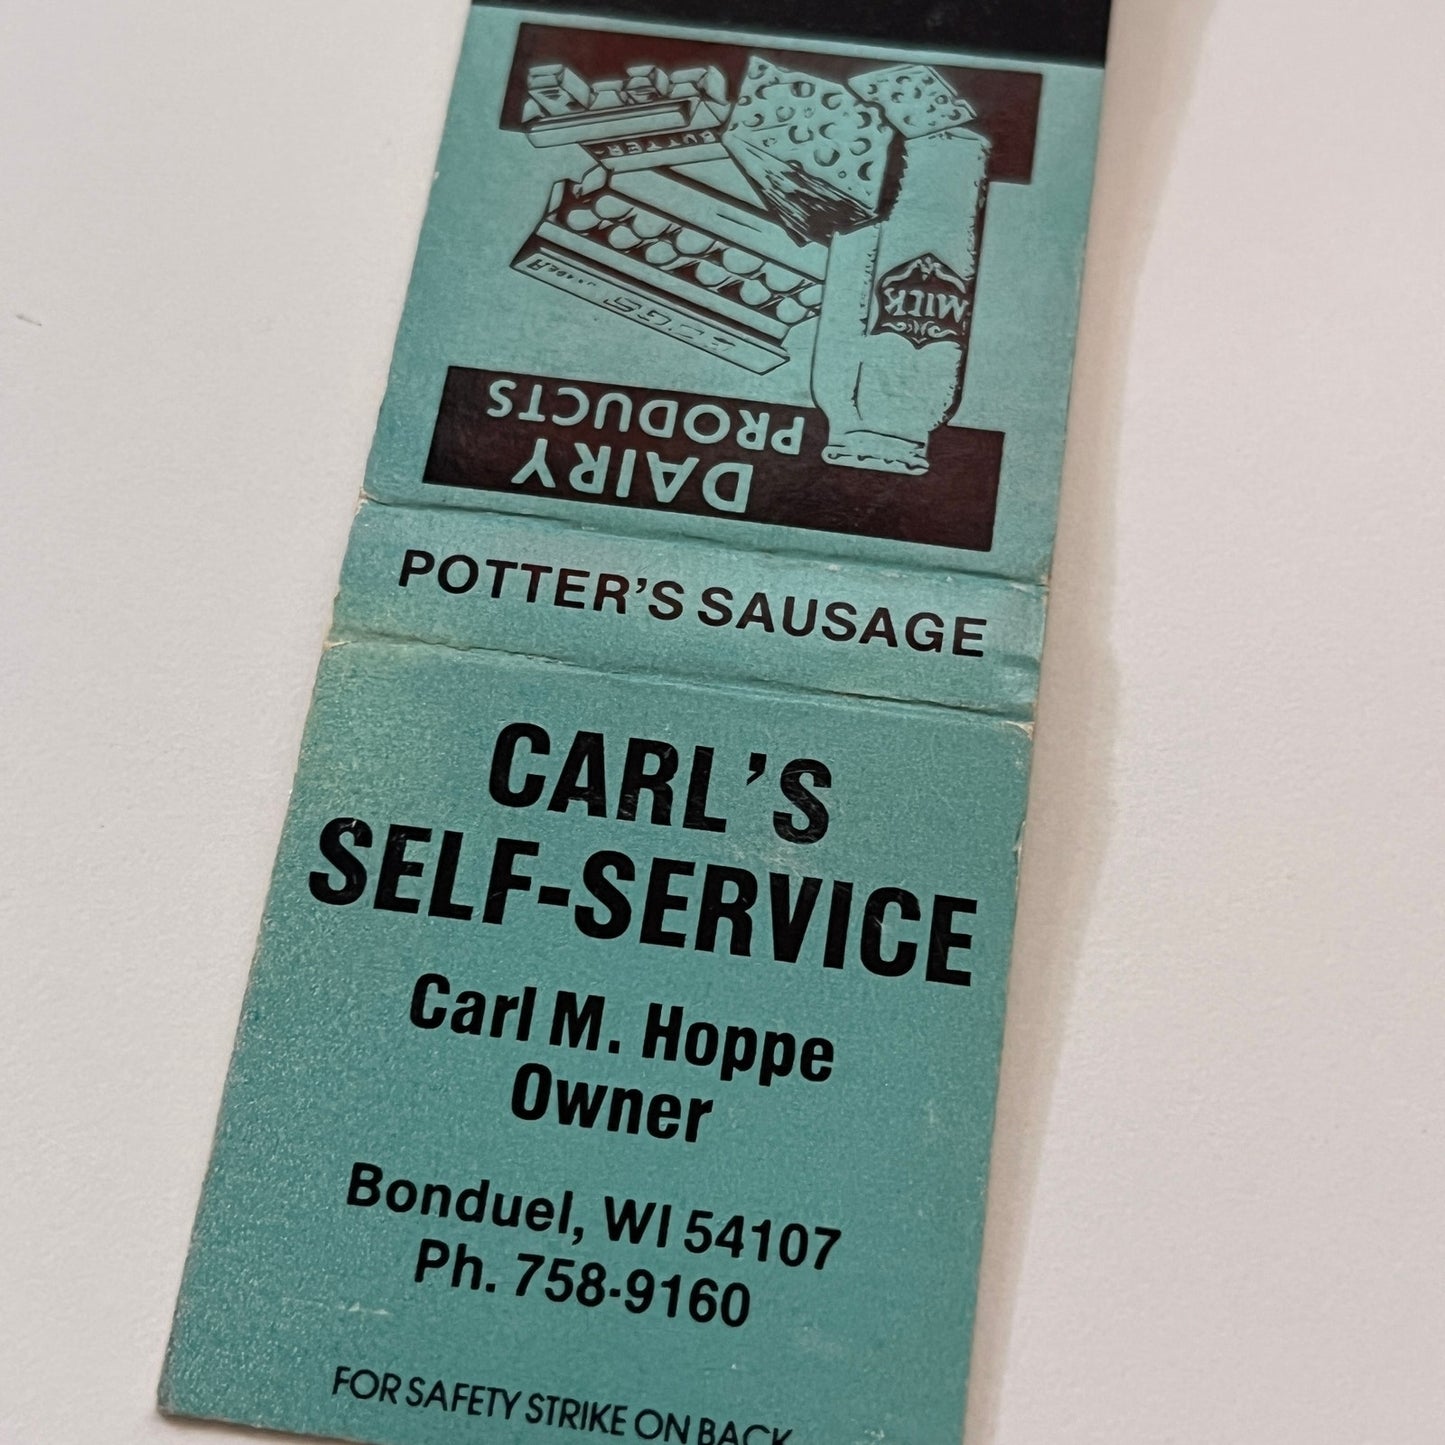 BUTTER
GRADE A EGGS
MILK
DAIRY
PRODUCTS
POTTER'S SAUSAGE
CARL'S
SELF-SERVICE
Carl M. Hoppe
Owner
Bonduel, WI 54107
Ph. 758-9160
FOR SAFETY STRIKE ON BACK